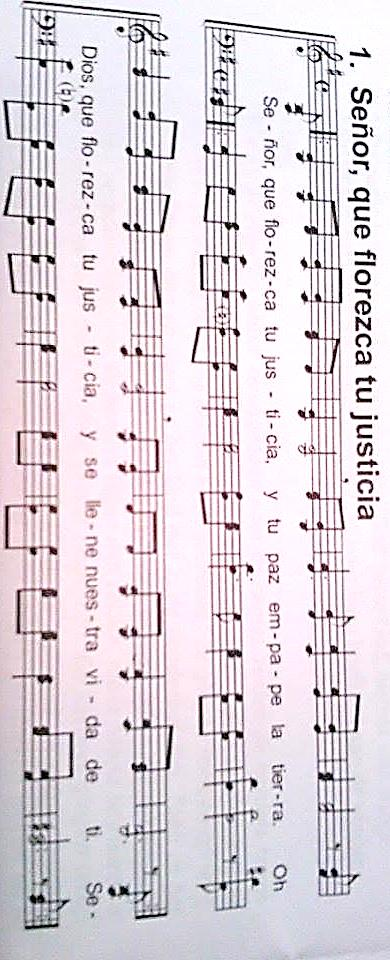 1. Señor, que florezca tu justicia
Se - ñor, que flo - rez - ca tu jus - ti - cia, y tu paz em - pa - pe la tier - ra. Oh
Dios, que flo - rez - ca tu jus - ti - cia, y se lle - ne nues - tra vi - da de ti. Se -